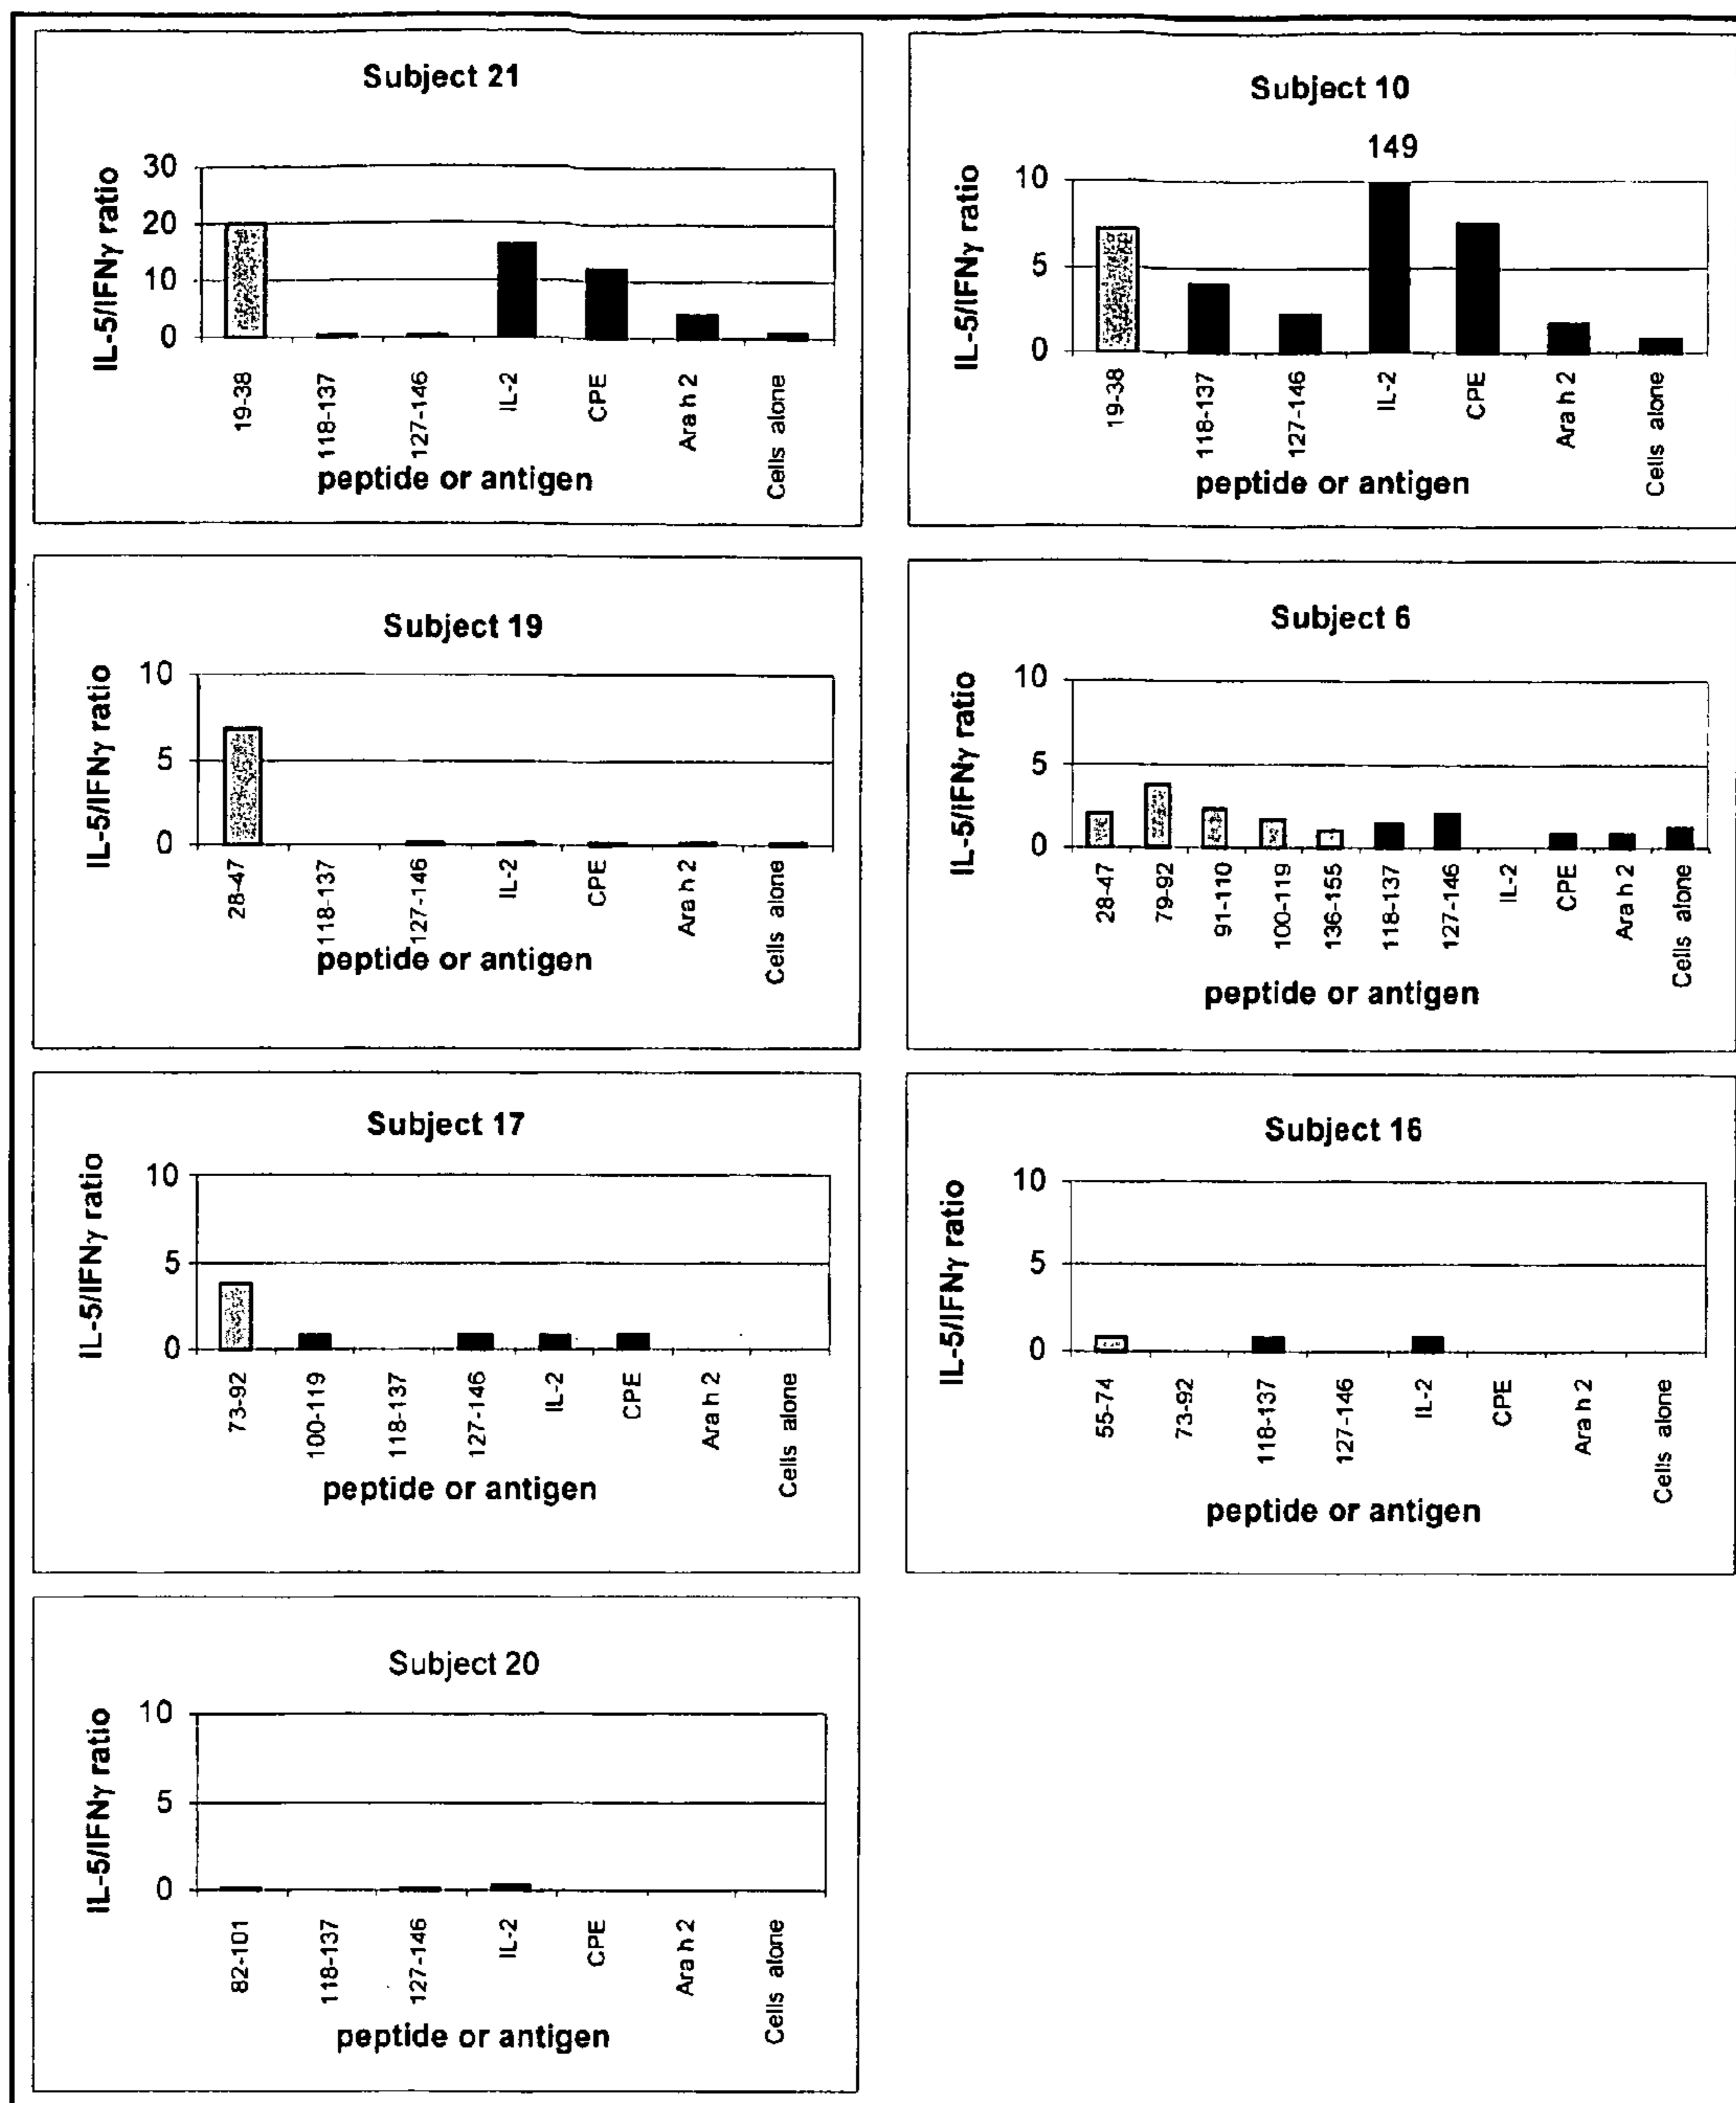 Subject 21
IL-5/IFNγ ratio
30
20
10
0
19-38
118-137
127-146
IL-2
CPE
Ara h 2
Cells alone
peptide or antigen
Subject 10
149
IL-5/IFNγ ratio
10
5
0
19-38
118-137
127-146
IL-2
CPE
Ara h 2
Cells alone
peptide or antigen
Subject 19
IL-5/IFNγ ratio
10
5
0
28-47
118-137
127-146
IL-2
CPE
Ara h 2
Cells alone
peptide or antigen
Subject 6
IL-5/IFNγ ratio
10
5
0
28-47
79-92
91-110
100-119
136-155
118-137
127-146
IL-2
CPE
Ara h 2
Cells alone
peptide or antigen
Subject 17
IL-5/IFNγ ratio
10
5
0
73-92
100-119
118-137
127-146
IL-2
CPE
Ara h 2
Cells alone
peptide or antigen
Subject 16
IL-5/IFNγ ratio
10
5
0
55-74
73-92
118-137
127-146
IL-2
CPE
Ara h 2
Cells alone
peptide or antigen
Subject 20
IL-5/IFNγ ratio
10
5
0
82-101
118-137
127-146
IL-2
CPE
Ara h 2
Cells alone
peptide or antigen